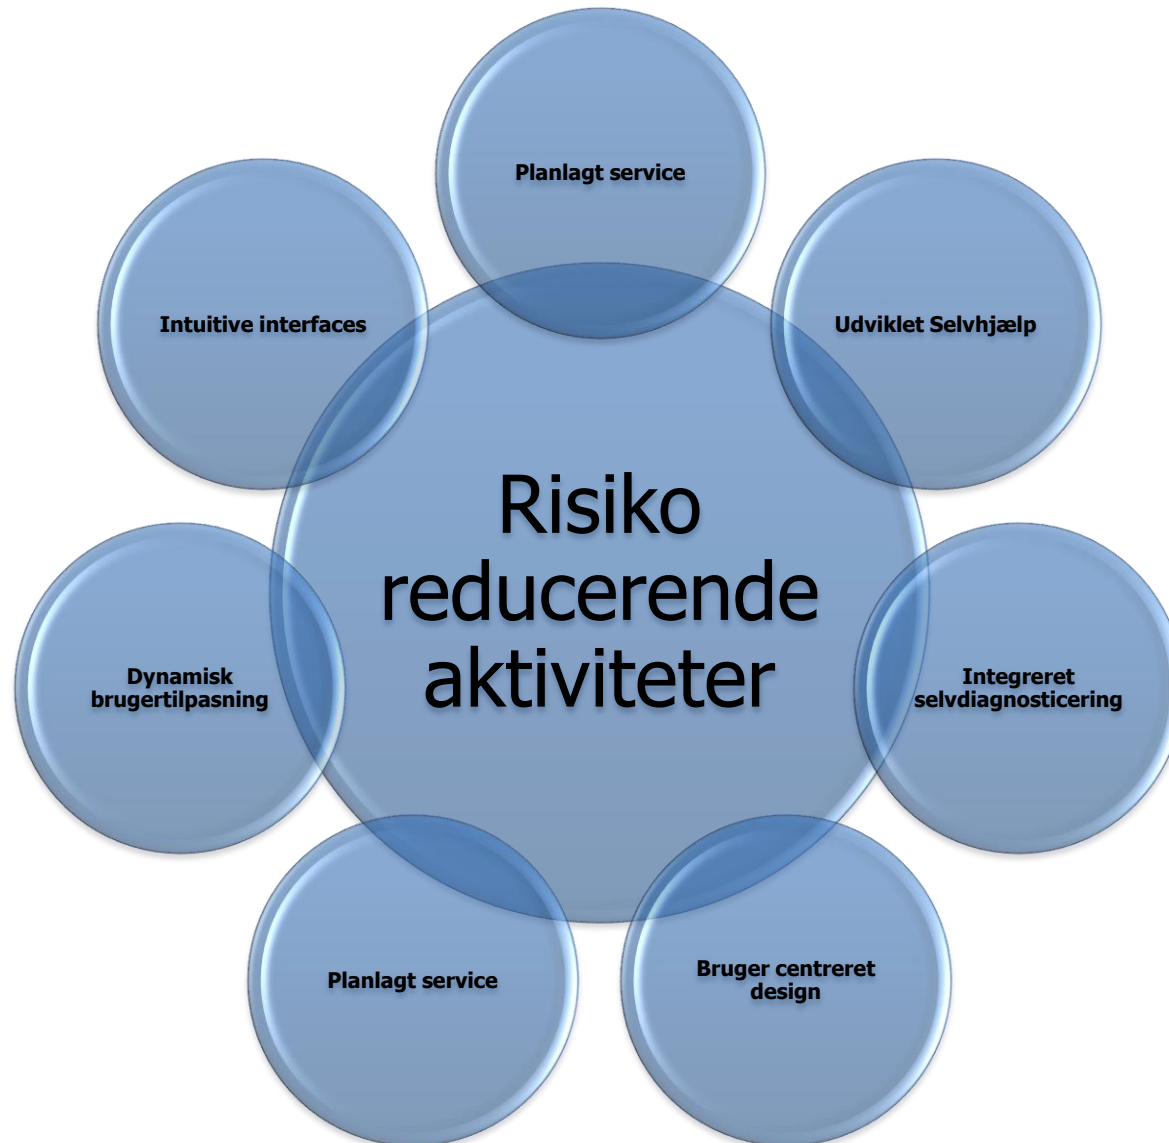 Planlagt service
Intuitive interfaces
Udviklet Selvhjælp
Risiko
reducerende
aktiviteter
Dynamisk
brugertilpasning
Integreret
selvdiagnosticering
Planlagt service
Bruger centreret
design